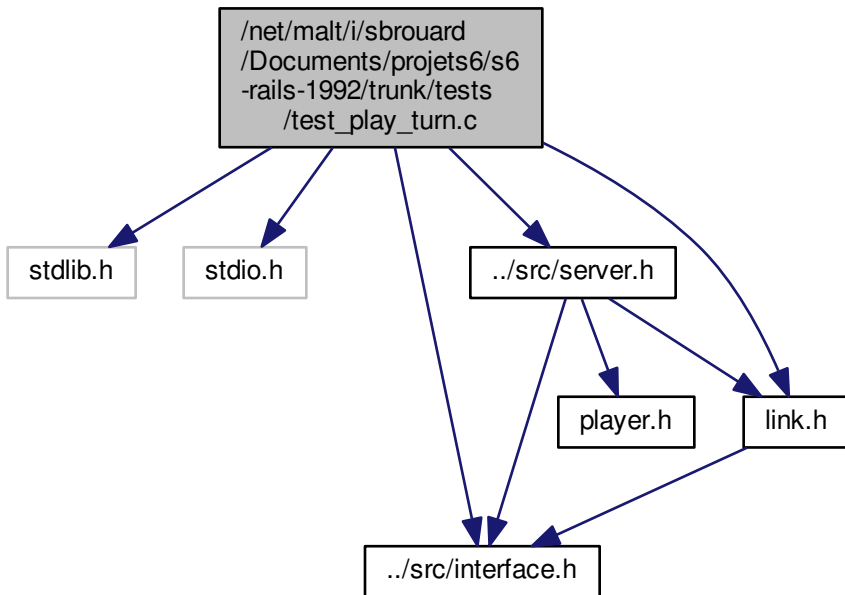 /net/malt/i/sbrouard
/Documents/projets6/s6
-rails-1992/trunk/tests
/test_play_turn.c
stdlib.h
stdio.h
../src/server.h
player.h
link.h
../src/interface.h